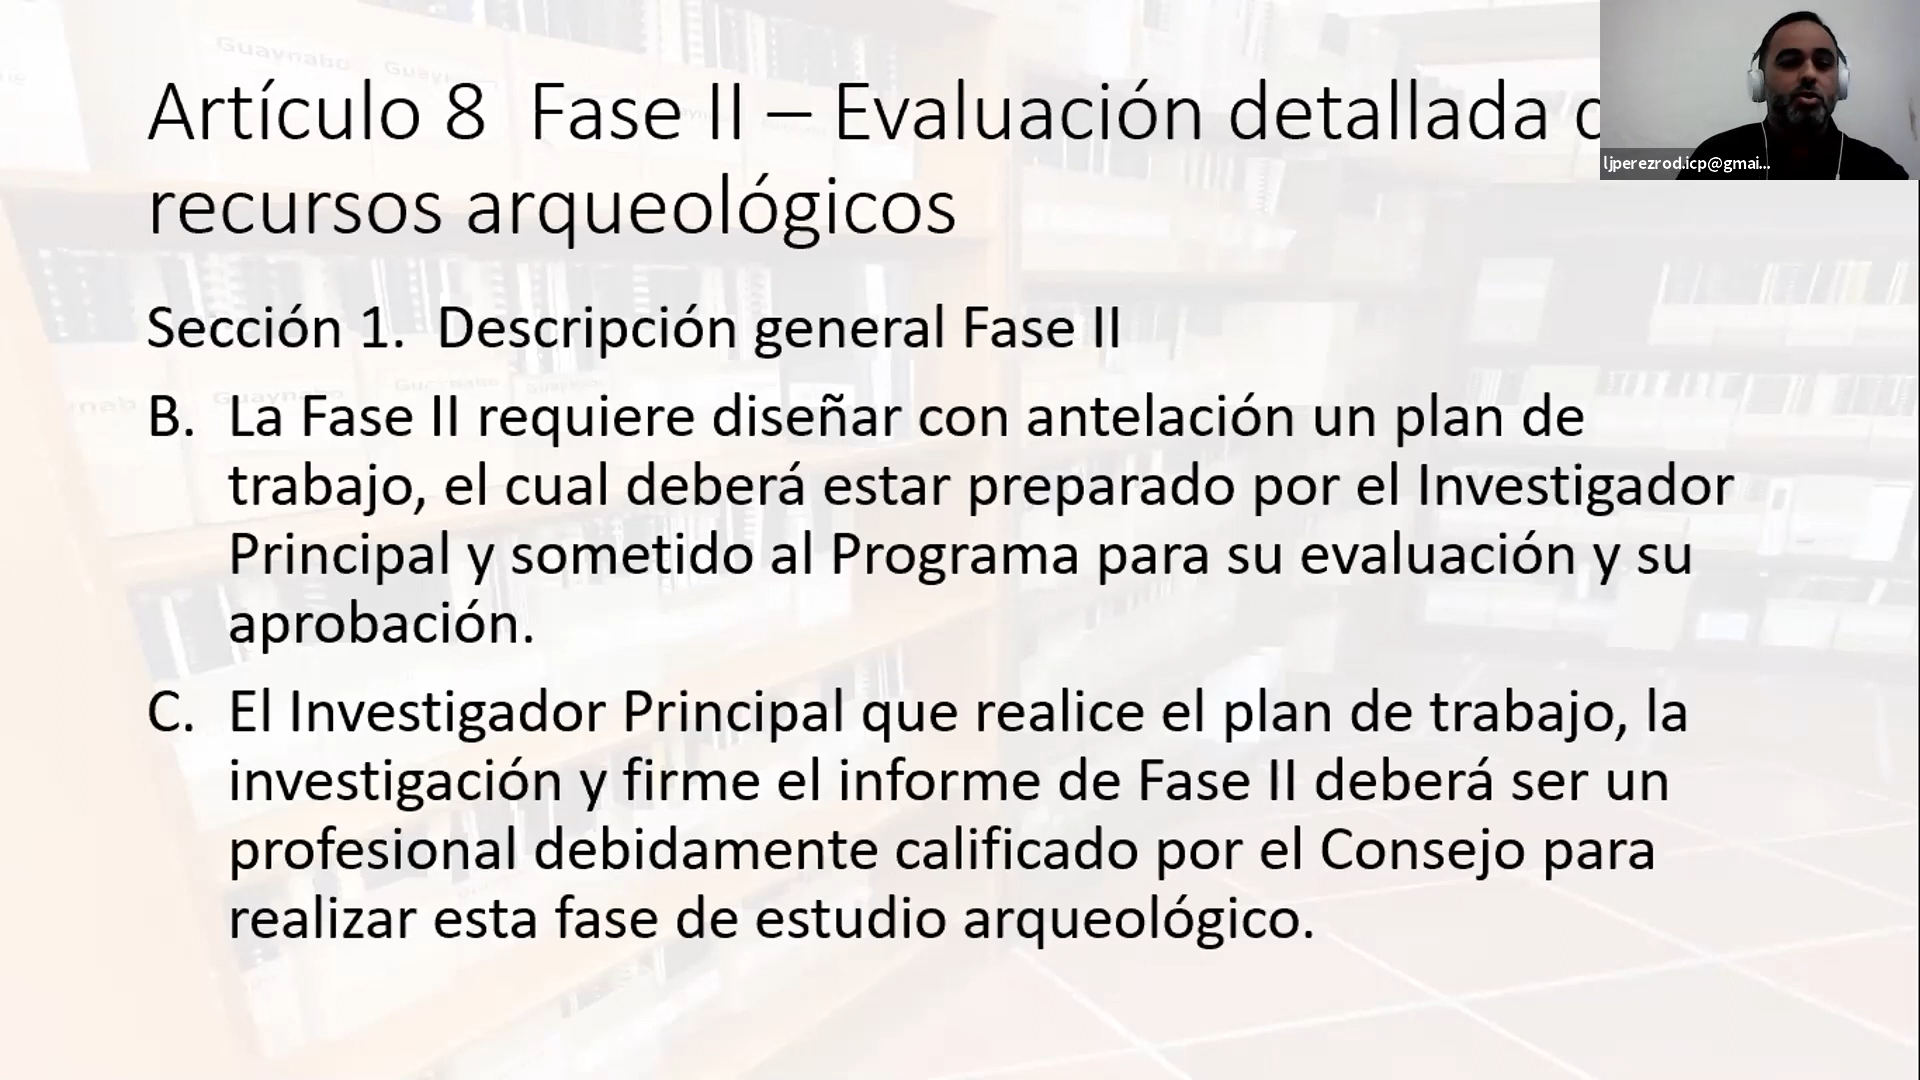 Artículo 8 Fase II – Evaluación detallada
recursos arqueológicos
ljperezrod.icp@gmai...
Sección 1. Descripción general Fase II
B. La Fase II requiere diseñar con antelación un plan de
trabajo, el cual deberá estar preparado por el Investigador
Principal y sometido al Programa para su evaluación y su
aprobación.
C. El Investigador Principal que realice el plan de trabajo, la
investigación y firme el informe de Fase II deberá ser un
profesional debidamente calificado por el Consejo para
realizar esta fase de estudio arqueológico.
Guaynabo
Guaynabo